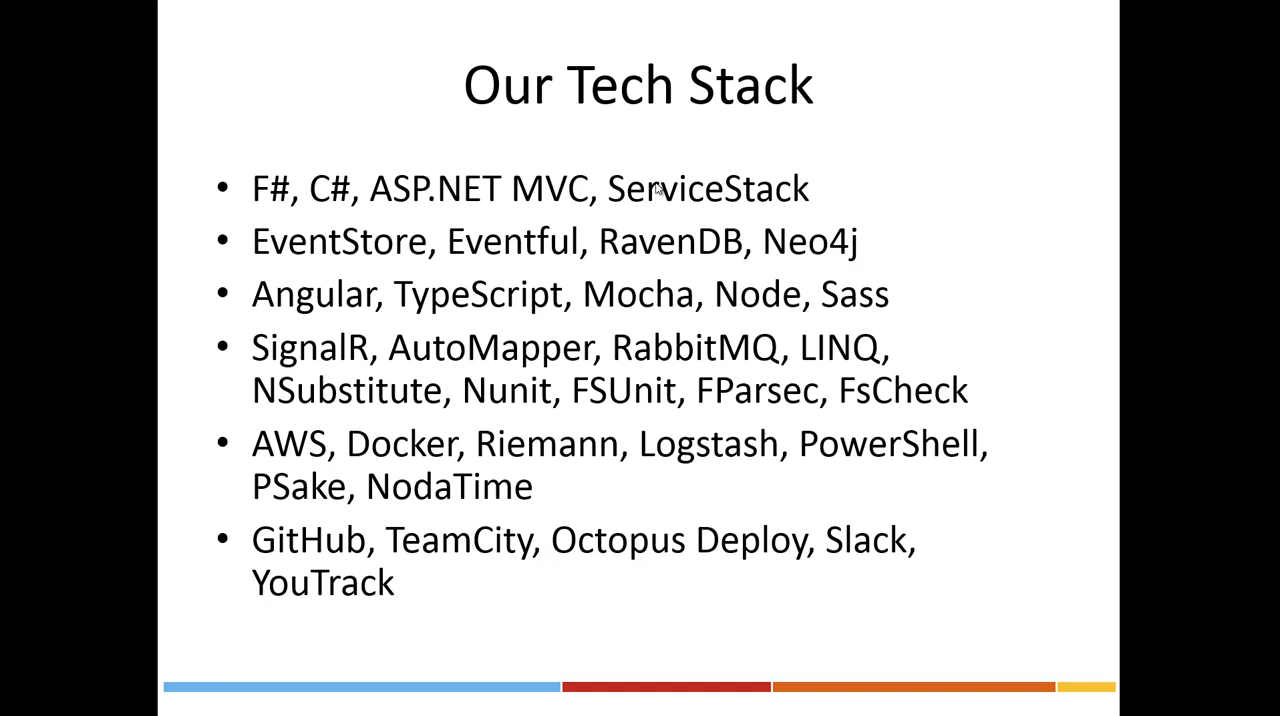 Our Tech Stack
• F#, C#, ASP.NET MVC, ServiceStack
• EventStore, Eventful, RavenDB, Neo4j
• Angular, TypeScript, Mocha, Node, Sass
• SignalR, AutoMapper, RabbitMQ, LINQ,
NSubstitute, Nunit, FSUnit, FParsec, FsCheck
• AWS, Docker, Riemann, Logstash, PowerShell,
PSake, NodaTime
• GitHub, TeamCity, Octopus Deploy, Slack,
YouTrack